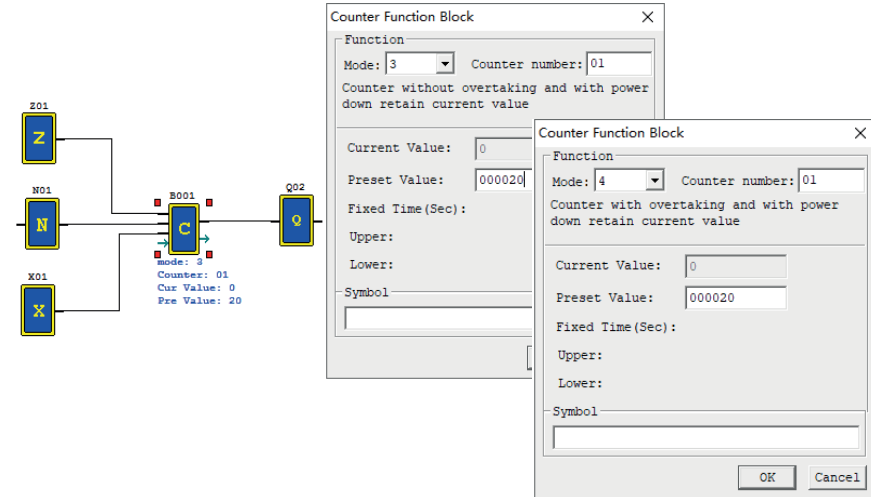 Z01
Z
N01
N
X01
X
B001
C
mode: 3
Counter: 01
Cur Value: 0
Pre Value: 20
Q02
Q
Counter Function Block
Function
Mode: 3 Counter number: 01
Counter without overtaking and with power
down retain current value
Current Value: 0
Preset Value: 000020
Fixed Time(Sec):
Upper:
Lower:
Symbol
Counter Function Block
Function
Mode: 4 Counter number: 01
Counter with overtaking and with power
down retain current value
Current Value: 0
Preset Value: 000020
Fixed Time(Sec):
Upper:
Lower:
Symbol
OK Cancel